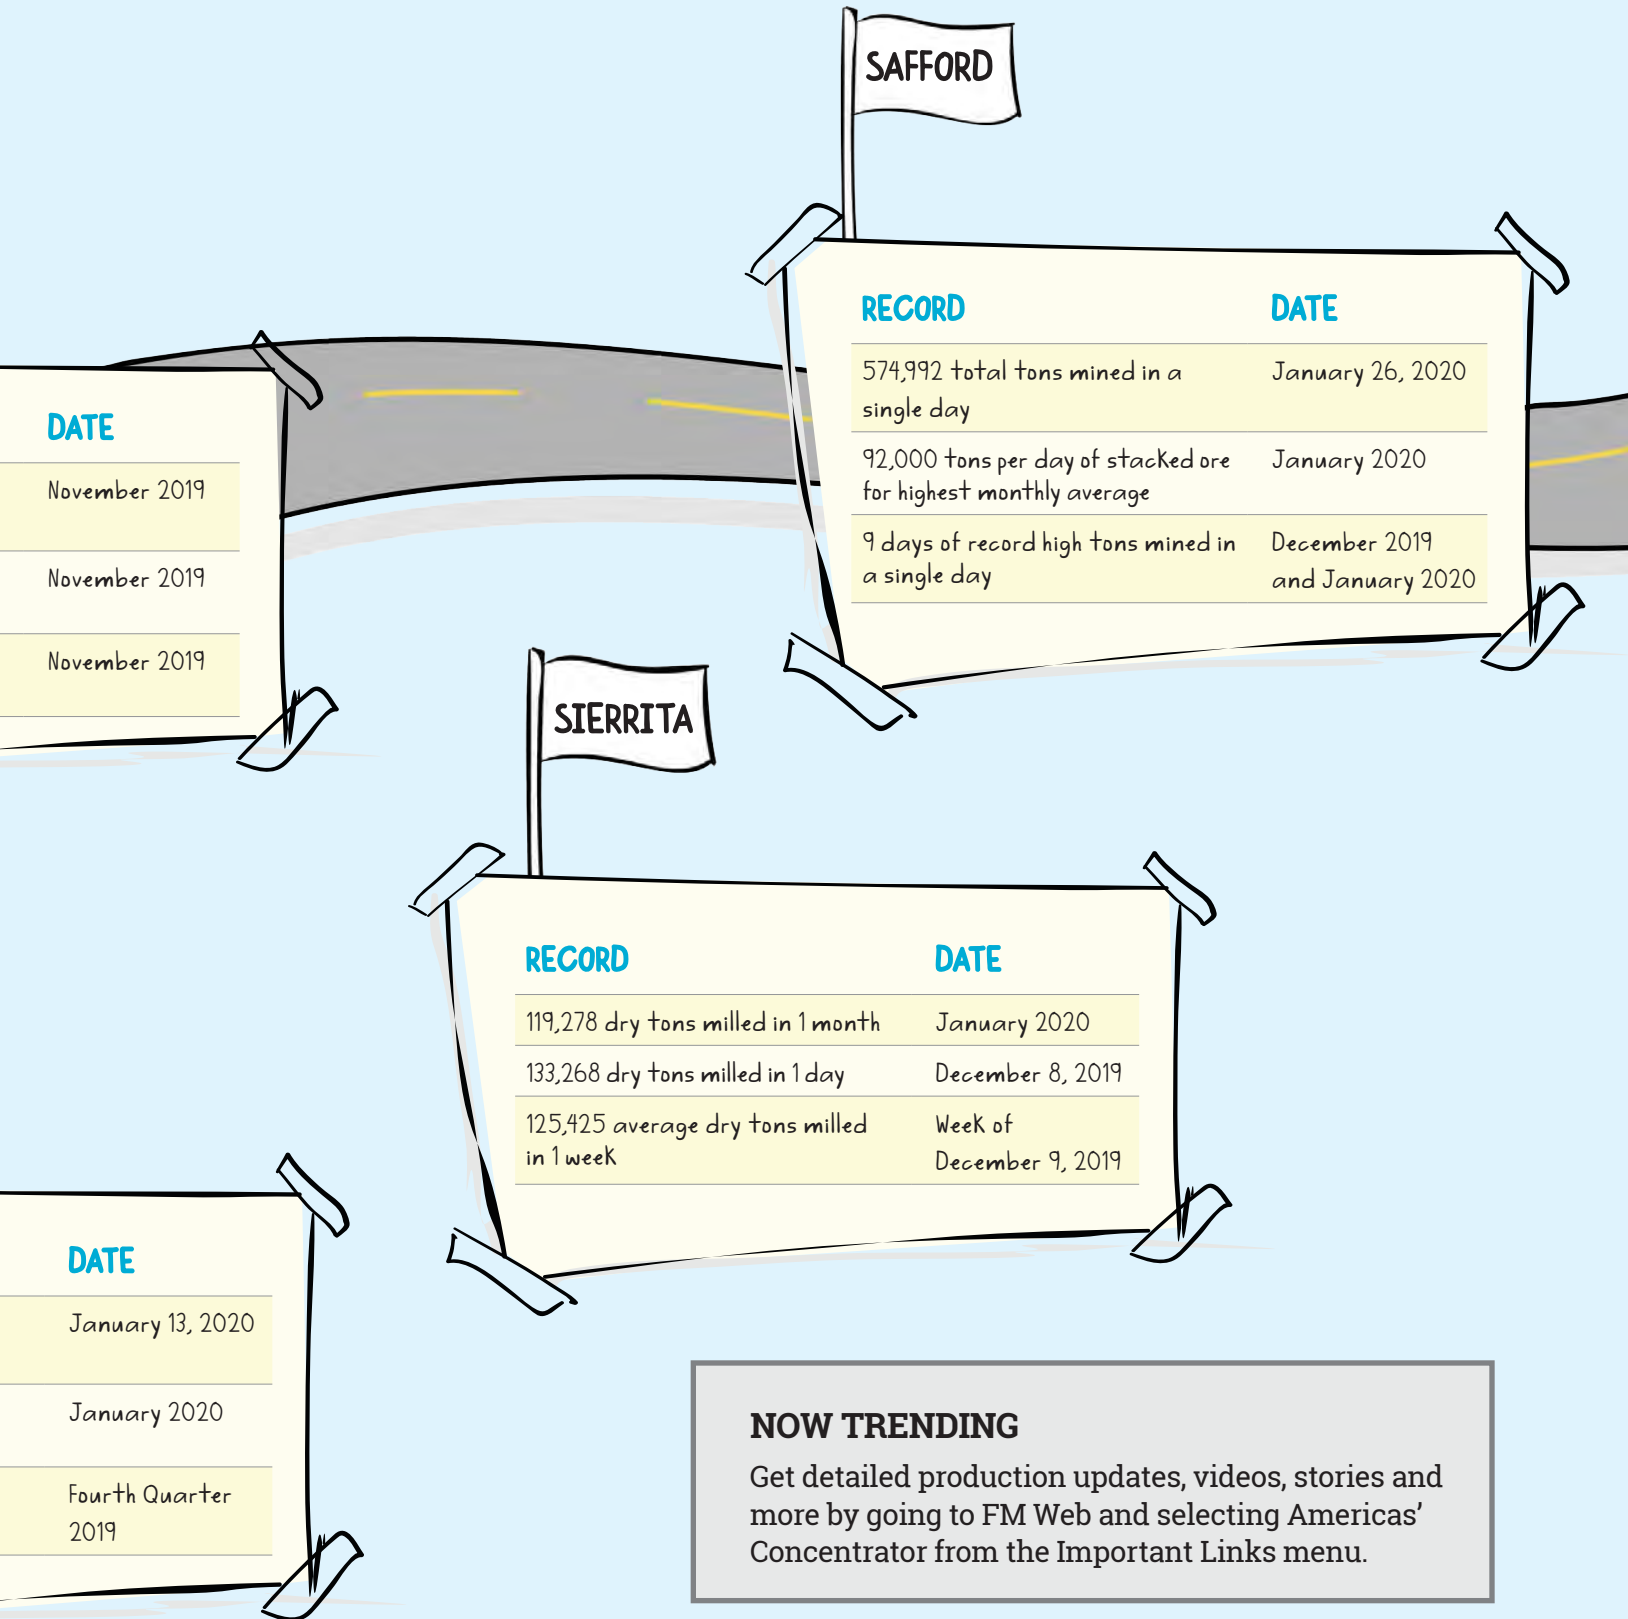 SAFFORD
RECORD DATE
574,992 total tons mined in a January 26, 2020
single day
92,000 tons per day of stacked ore January 2020
for highest monthly average
9 days of record high tons mined in December 2019
a single day and January 2020
DATE
November 2019
November 2019
November 2019
SIERRITA
RECORD DATE
119,278 dry tons milled in 1 month January 2020
133,268 dry tons milled in 1 day December 8, 2019
125,425 average dry tons milled Week of
in 1 week December 9, 2019
DATE
January 13, 2020
January 2020
Fourth Quarter
2019
NOW TRENDING
Get detailed production updates, videos, stories and
more by going to FM Web and selecting Americas’
Concentrator from the Important Links menu.